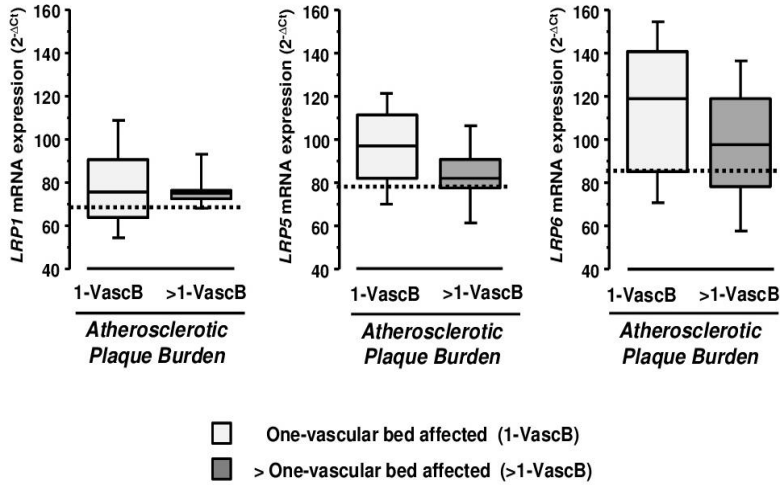 LRP1 mRNA expression (2-ΔCt)
160
140
120
100
80
60
40
1-VascB >1-VascB
Atherosclerotic
Plaque Burden
LRP5 mRNA expression (2-ΔCt)
160
140
120
100
80
60
40
1-VascB >1-VascB
Atherosclerotic
Plaque Burden
LRP6 mRNA expression (2-ΔCt)
160
140
120
100
80
60
40
1-VascB >1-VascB
Atherosclerotic
Plaque Burden
One-vascular bed affected (1-VascB)
> One-vascular bed affected (>1-VascB)